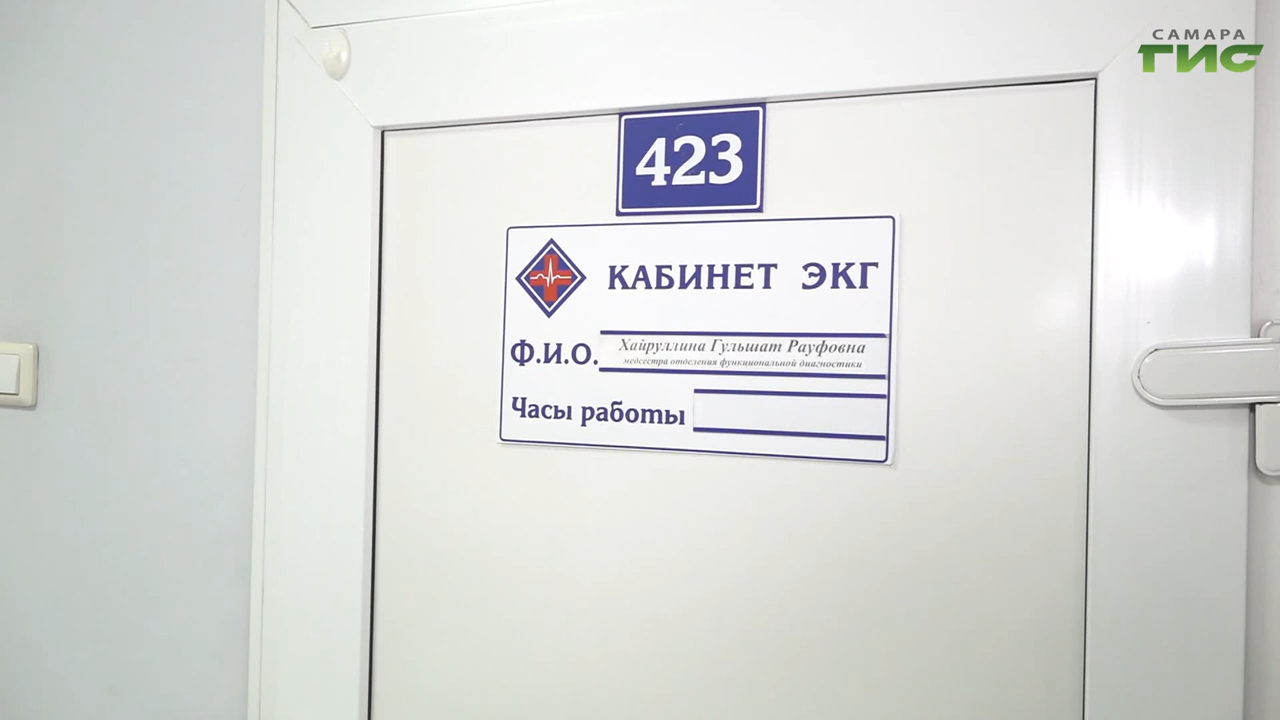 САМАРА
ГИС
423
КАБИНЕТ ЭКГ
Ф.И.О. Хайруллина Гульшат Рауфовна
медсестра отделения функциональной диагностики
Часы работы